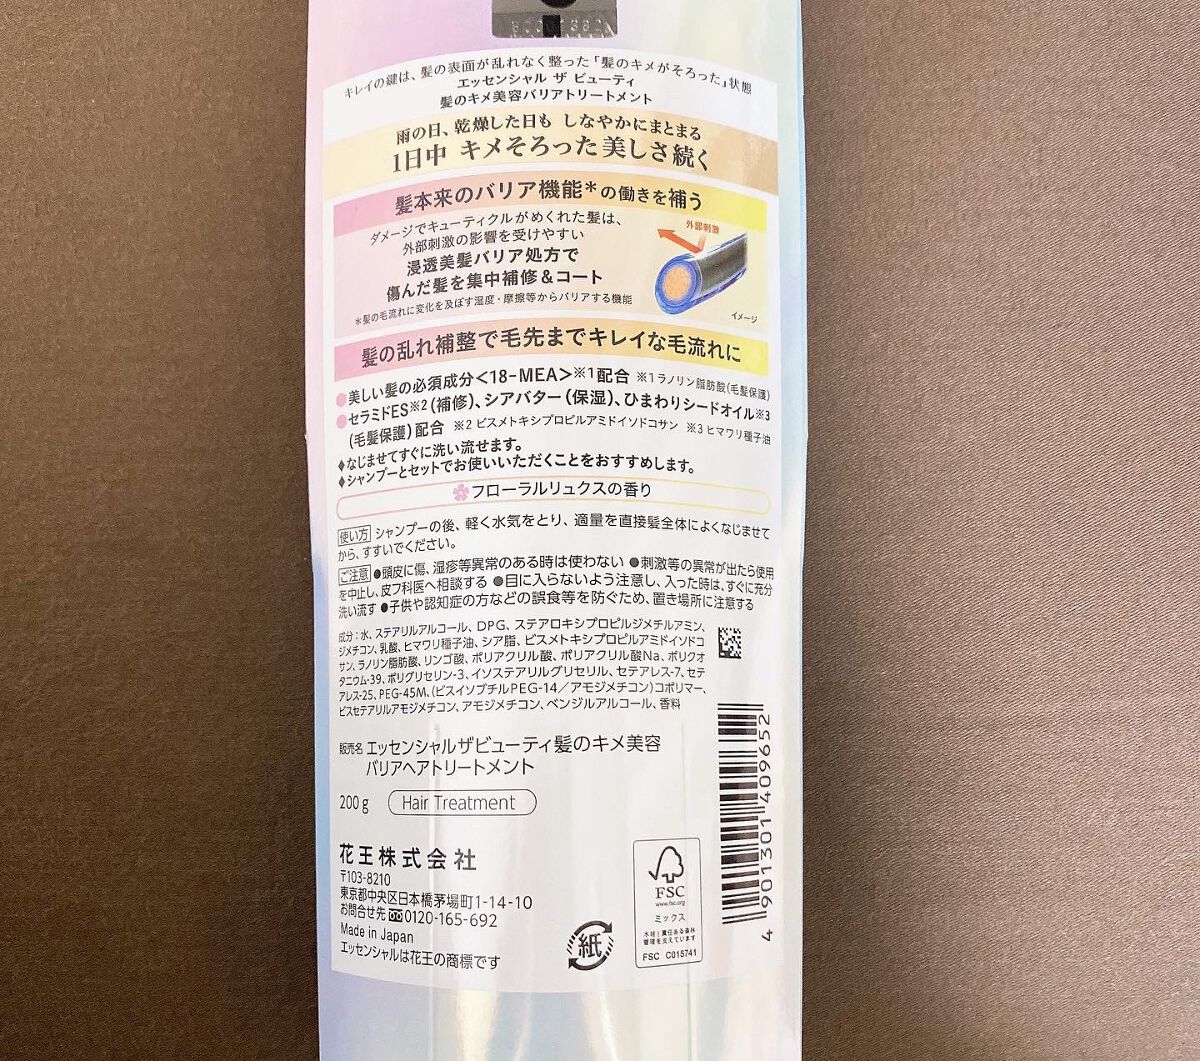 キレイの鍵は、髪の表面が乱れなく整った「髪のキメがそろった」状態
エッセンシャル ザ ビューティ
髪のキメ美容バリアトリートメント
雨の日、乾燥した日も しなやかにまとまる
1日中 キメそろった美しさ続く
髪本来のバリア機能*の働きを補う
ダメージでキューティクルがめくれた髪は、
外部刺激の影響を受けやすい
浸透美髪バリア処方で
傷んだ髪を集中補修&コート
*髪の毛流れに変化を及ぼす湿度・摩擦等からバリアする機能
外部刺激
イメージ
髪の乱れ補整で毛先までキレイな毛流れに
●美しい髪の必須成分<18-MEA>※1配合 ※1 ラノリン脂肪酸(毛髪保護)
●セラミドES※2(補修)、シアバター(保湿)、ひまわりシードオイル※3
(毛髪保護)配合 ※2 ビスメトキシプロピルアミドイソドコサン ※3 ヒマワリ種子油
♦なじませてすぐに洗い流せます。
♦シャンプーとセットでお使いいただくことをおすすめします。
フローラルリュクスの香り
使い方 シャンプーの後、軽く水気をとり、適量を直接髪全体によくなじませて
から、すすいでください。
ご注意 ●頭皮に傷、湿疹等異常のある時は使わない ●刺激等の異常が出たら使用
を中止し、皮フ科医へ相談する ●目に入らないよう注意し、入った時は、すぐに充分
洗い流す ●子供や認知症の方などの誤食等を防ぐため、置き場所に注意する
成分：水、ステアリルアルコール、DPG、ステアロキシプロピルジメチルアミン、
ジメチコン、乳酸、ヒマワリ種子油、シア脂、ビスメトキシプロピルアミドイソドコ
サン、ラノリン脂肪酸、リンゴ酸、ポリアクリル酸、ポリアクリル酸Na、ポリクオ
タニウム-39、ポリグリセリン-3、イソステアリルグリセリル、セテアレス-7、セテ
アレス-25、PEG-45M、(ビスイソブチルPEG-14/アモジメチコン)コポリマー、
ビスセテアリルアモジメチコン、アモジメチコン、ベンジルアルコール、香料
販売名 エッセンシャルザビューティ髪のキメ美容
バリアヘアトリートメント
200g Hair Treatment
花王株式会社
〒103-8210
東京都中央区日本橋茅場町1-14-10
お問合せ先 0120-165-692
Made in Japan
エッセンシャルは花王の商標です
紙
FSC
www.fsc.org
ミックス
木材｜責任ある森林
管理を支えています
FSC C015741
4 901301 409652